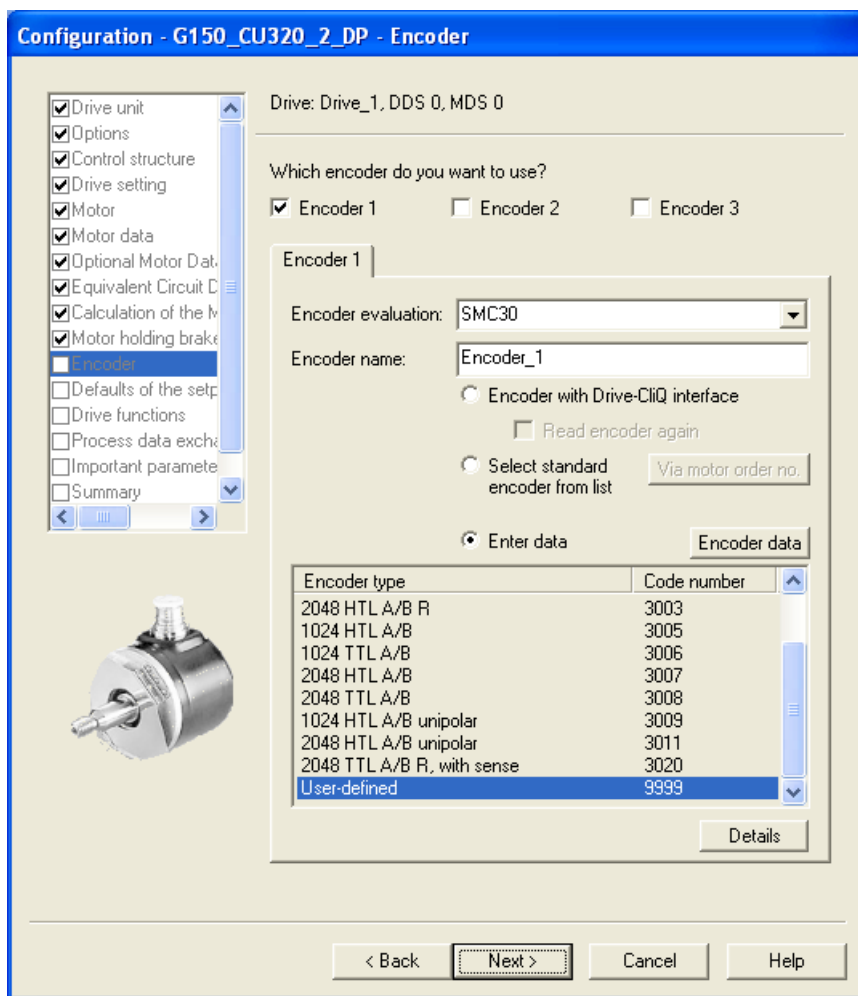 Configuration - G150_CU320_2_DP - Encoder
Drive unit
Options
Control structure
Drive setting
Motor
Motor data
Optional Motor Dat
Equivalent Circuit D
Calculation of the M
Motor holding brake
Encoder
Defaults of the setp
Drive functions
Process data excha
Important paramete
Summary
Drive: Drive_1, DDS 0, MDS 0
Which encoder do you want to use?
Encoder 1 Encoder 2 Encoder 3
Encoder 1
Encoder evaluation: SMC30
Encoder name: Encoder_1
Encoder with Drive-CliQ interface
Read encoder again
Select standard
encoder from list
Via motor order no.
Enter data Encoder data
Encoder type Code number
2048 HTL A/B R 3003
1024 HTL A/B 3005
1024 TTL A/B 3006
2048 HTL A/B 3007
2048 TTL A/B 3008
1024 HTL A/B unipolar 3009
2048 HTL A/B unipolar 3011
2048 TTL A/B R, with sense 3020
User-defined 9999
Details
< Back Next > Cancel Help